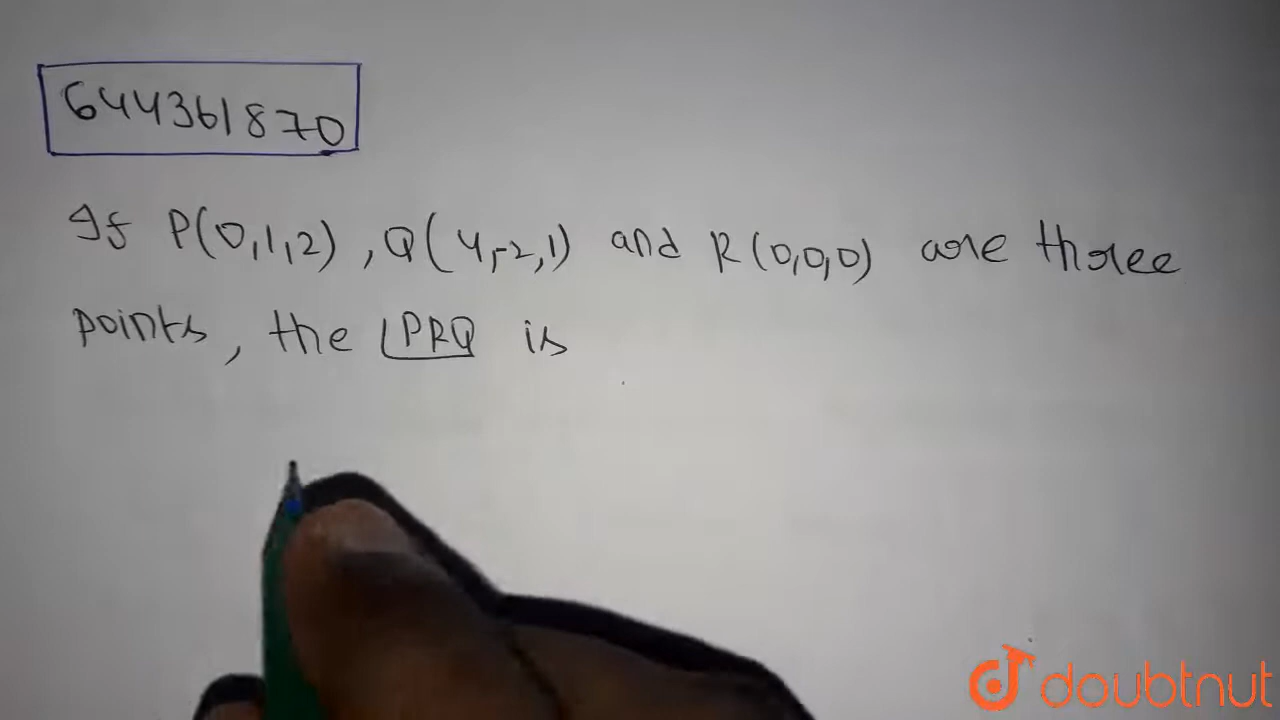 644361870
If P(0,1,2), Q(4,-2,1) and R(0,0,0) are three
points, the ∠PRQ is
doubtnut